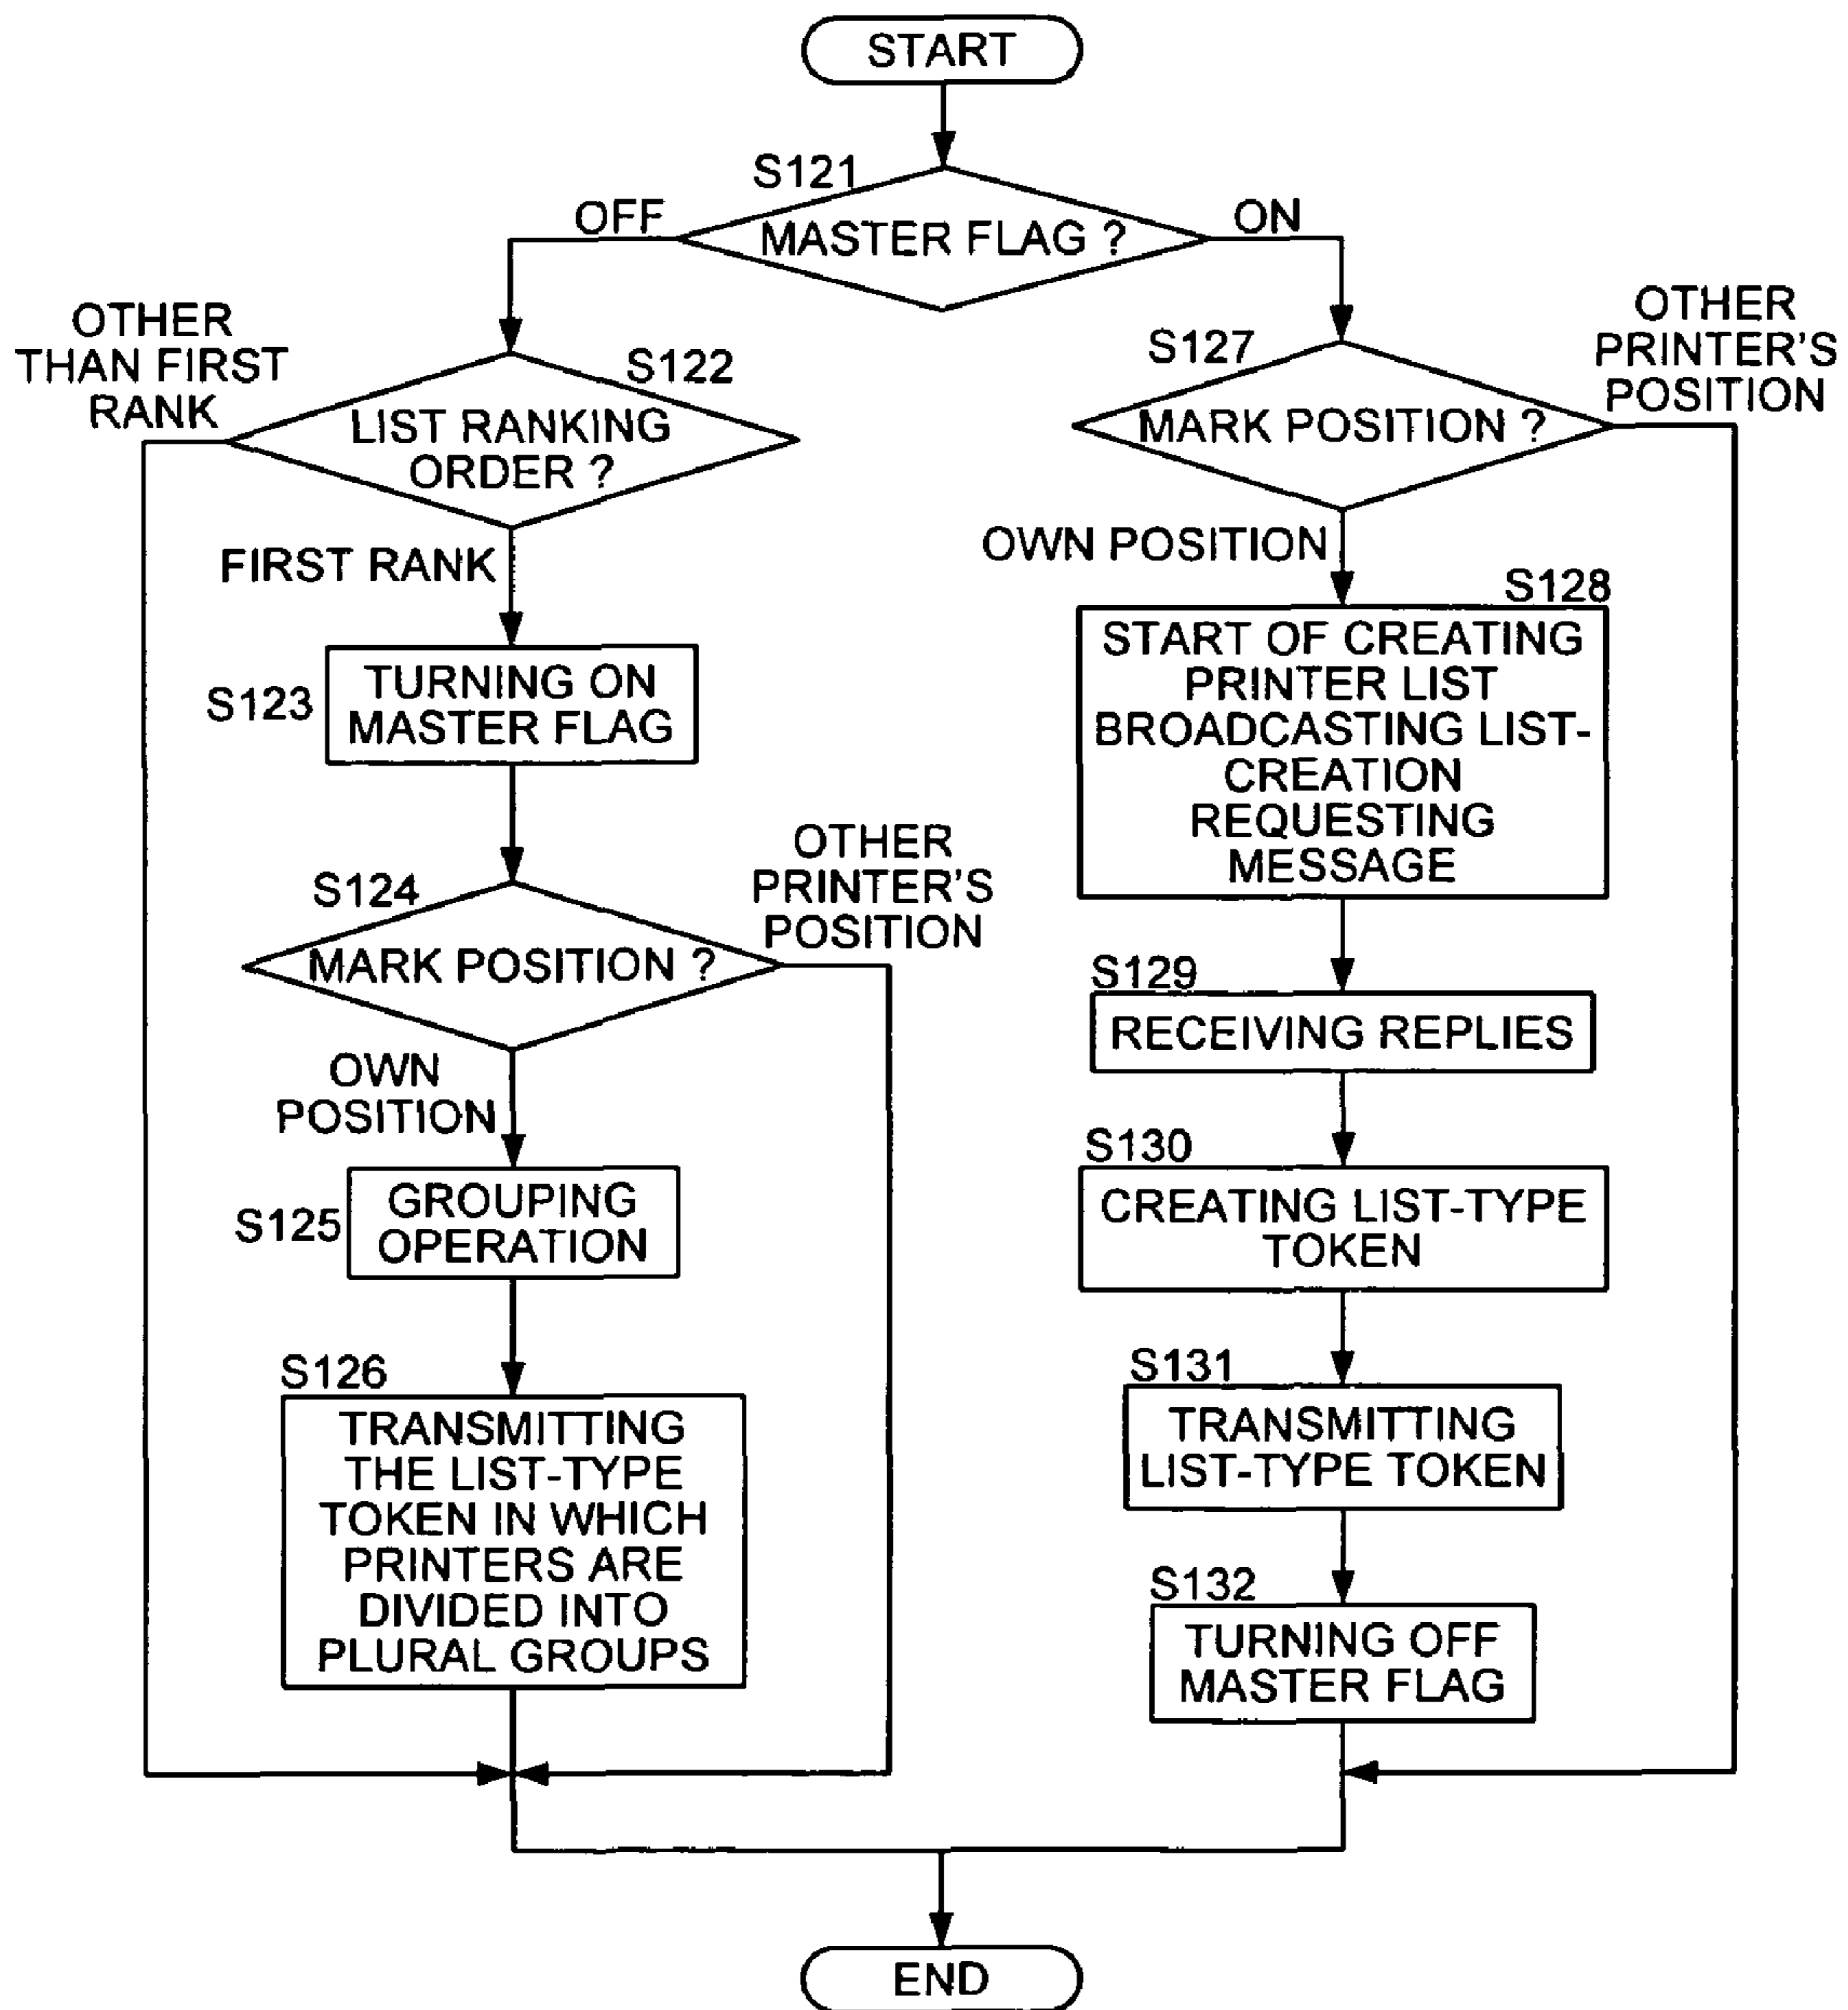 START
S121
OFF
MASTER FLAG ?
ON
OTHER
THAN FIRST
RANK
S122
LIST RANKING
ORDER ?
FIRST RANK
S123
TURNING ON
MASTER FLAG
S124
MARK POSITION ?
OTHER
PRINTER'S
POSITION
OWN
POSITION
S125
GROUPING
OPERATION
S126
TRANSMITTING
THE LIST-TYPE
TOKEN IN WHICH
PRINTERS ARE
DIVIDED INTO
PLURAL GROUPS
S127
MARK POSITION ?
OTHER
PRINTER'S
POSITION
OWN POSITION
S128
START OF CREATING
PRINTER LIST
BROADCASTING LIST-
CREATION
REQUESTING
MESSAGE
S129
RECEIVING REPLIES
S130
CREATING LIST-TYPE
TOKEN
S131
TRANSMITTING
LIST-TYPE TOKEN
S132
TURNING OFF
MASTER FLAG
END